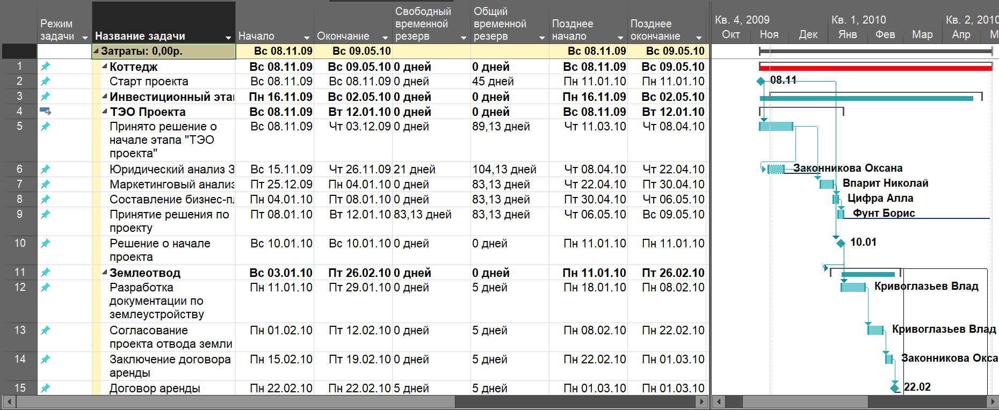 Режим задачи
Название задачи
Начало
Окончание
Свободный временной резерв
Общий временной резерв
Позднее начало
Позднее окончание
Кв. 4, 2009 Кв. 1, 2010 Кв. 2, 2010
Окт Ноя Дек Янв Фев Мар Апр М
Затраты: 0,00р. Вс 08.11.09 Вс 09.05.10 Вс 08.11.09 Вс 09.05.10
1 Коттедж Вс 08.11.09 Вс 09.05.10 0 дней 0 дней Вс 08.11.09 Вс 09.05.10
2 Старт проекта Вс 08.11.09 Вс 08.11.09 0 дней 45 дней Пн 11.01.10 Пн 11.01.10 08.11
3 Инвестиционный эта Пн 16.11.09 Вс 02.05.10 0 дней 0 дней Пн 16.11.09 Вс 02.05.10
4 ТЭО Проекта Вс 08.11.09 Вт 12.01.10 0 дней 0 дней Вс 08.11.09 Вт 12.01.10
5 Принято решение о Вс 08.11.09 Чт 03.12.09 0 дней 89,13 дней Чт 11.03.10 Чт 08.04.10
начале этапа "ТЭО
проекта"
6 Юридический анализ З Вс 15.11.09 Чт 26.11.09 21 дней 104,13 дней Чт 08.04.10 Чт 22.04.10 Законникова Оксана
7 Маркетинговый анализ Пт 25.12.09 Пн 04.01.10 0 дней 83,13 дней Чт 22.04.10 Пт 30.04.10 Впарит Николай
8 Составление бизнес-пл Пн 04.01.10 Пт 08.01.10 0 дней 83,13 дней Пт 30.04.10 Чт 06.05.10 Цифра Алла
9 Принятие решения по Пт 08.01.10 Вт 12.01.10 83,13 дней 83,13 дней Чт 06.05.10 Вс 09.05.10 Фунт Борис
проекту
10 Решение о начале Вс 10.01.10 Вс 10.01.10 0 дней 0 дней Пн 11.01.10 Пн 11.01.10 10.01
проекта
11 Землеотвод Вс 03.01.10 Пт 26.02.10 0 дней 0 дней Пн 11.01.10 Пт 26.02.10
12 Разработка Пн 11.01.10 Пт 29.01.10 0 дней 5 дней Пн 18.01.10 Пн 08.02.10 Кривоглазьев Влад
документации по
землеустройству
13 Согласование Пн 01.02.10 Пт 12.02.10 0 дней 5 дней Пн 08.02.10 Пн 22.02.10 Кривоглазьев Влад
проекта отвода земли
14 Заключение договора Пн 15.02.10 Пт 19.02.10 0 дней 5 дней Пн 22.02.10 Пн 01.03.10 Законникова Окса
аренды
15 Договор аренды Пн 22.02.10 Пн 22.02.10 5 дней 5 дней Пн 01.03.10 Пн 01.03.10 22.02